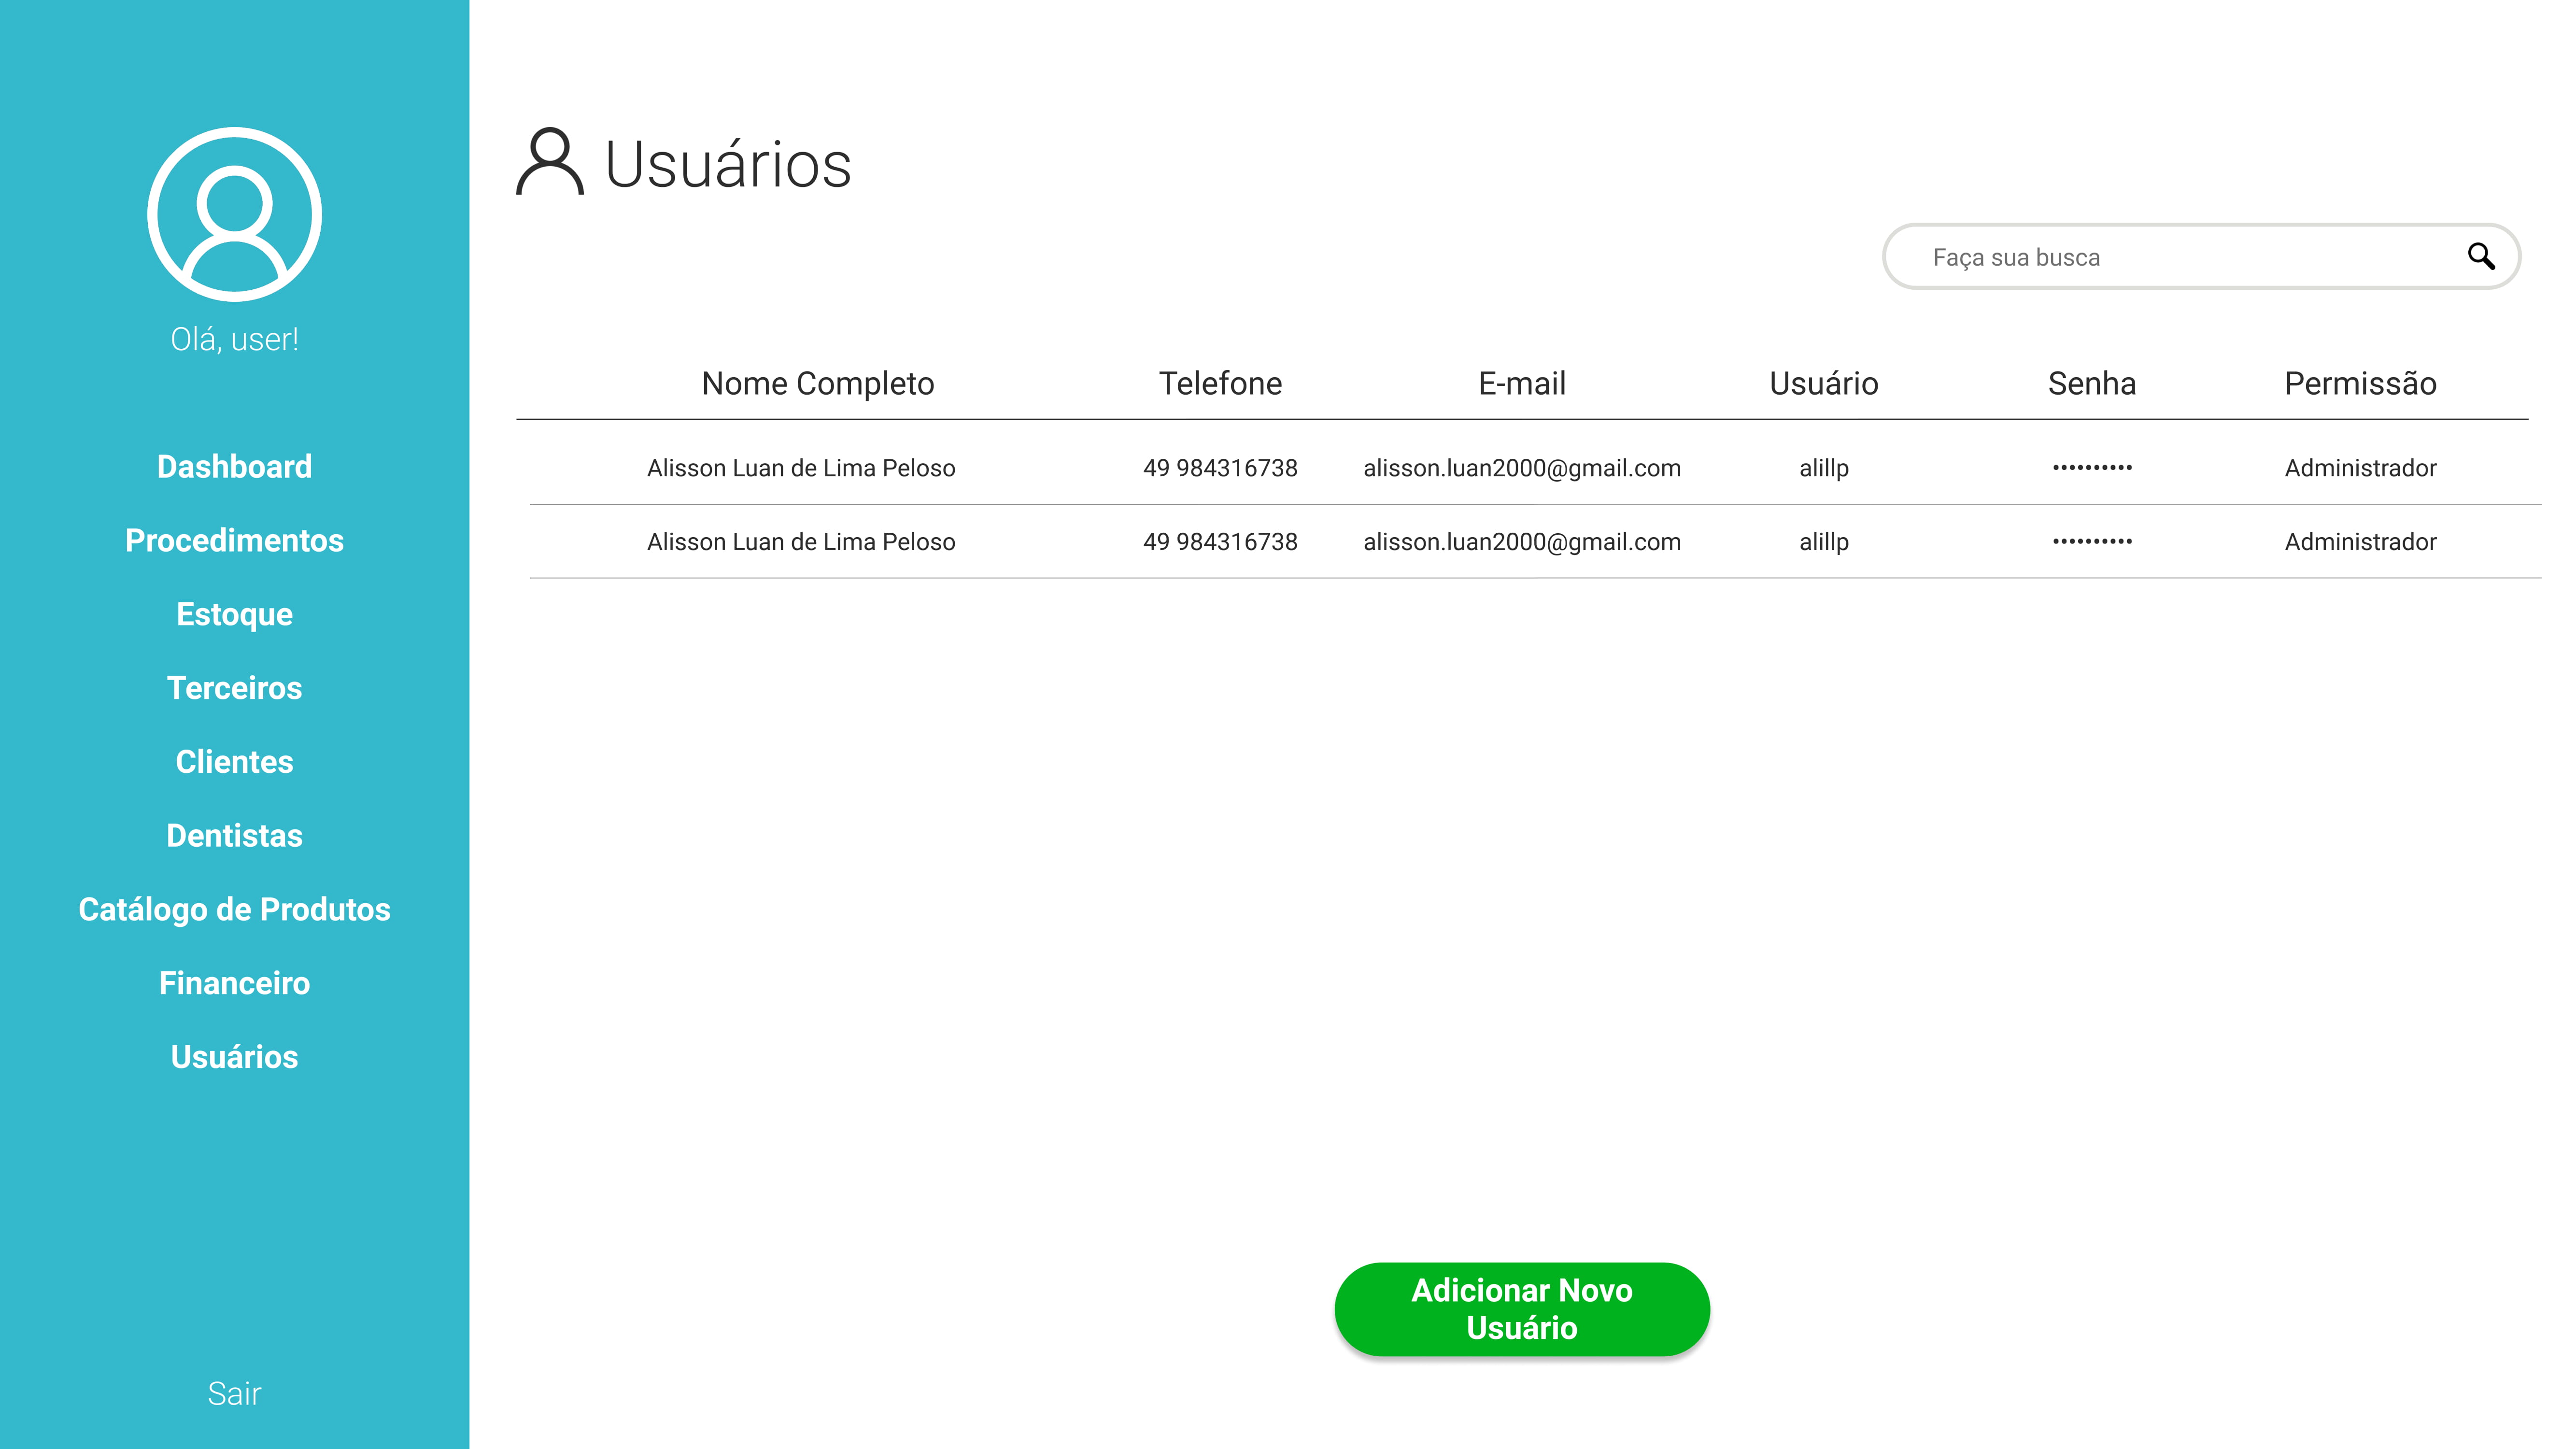 Olá, user!
Dashboard
Procedimentos
Estoque
Terceiros
Clientes
Dentistas
Catálogo de Produtos
Financeiro
Usuários
Sair
Usuários
Faça sua busca
Nome Completo Telefone E-mail Usuário Senha Permissão
Alisson Luan de Lima Peloso 49 984316738 alisson.luan2000@gmail.com alillp •••••••••• Administrador
Alisson Luan de Lima Peloso 49 984316738 alisson.luan2000@gmail.com alillp •••••••••• Administrador
Adicionar Novo
Usuário